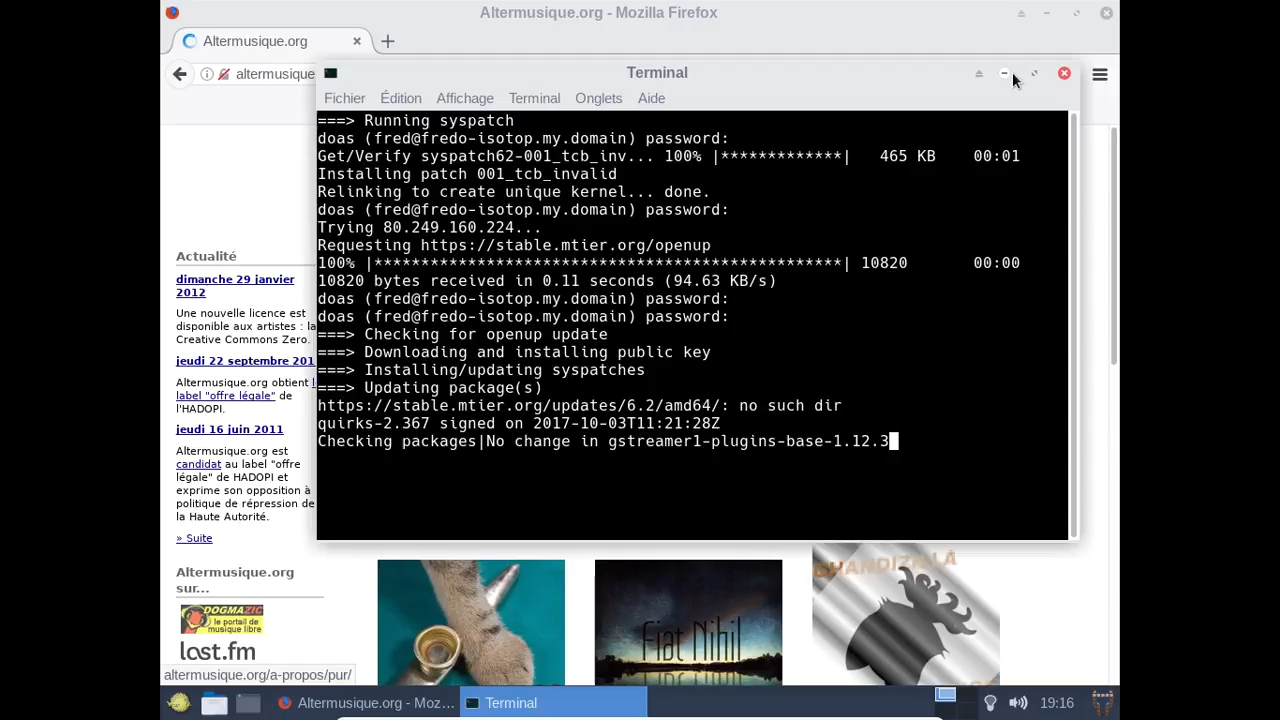 Altermusique.org - Mozilla Firefox
Altermusique.org
altermusique
Terminal
Fichier Édition Affichage Terminal Onglets Aide
===> Running syspatch
doas (fred@fredo-isotop.my.domain) password:
Get/Verify syspatch62-001_tcb_inv... 100% |*************| 465 KB 00:01
Installing patch 001_tcb_invalid
Relinking to create unique kernel... done.
doas (fred@fredo-isotop.my.domain) password:
Trying 80.249.160.224...
Requesting https://stable.mtier.org/openup
100% |**************************************************| 10820 00:00
10820 bytes received in 0.11 seconds (94.63 KB/s)
doas (fred@fredo-isotop.my.domain) password:
doas (fred@fredo-isotop.my.domain) password:
===> Checking for openup update
===> Downloading and installing public key
===> Installing/updating syspatches
===> Updating package(s)
https://stable.mtier.org/updates/6.2/amd64/: no such dir
quirks-2.367 signed on 2017-10-03T11:21:28Z
Checking packages|No change in gstreamer1-plugins-base-1.12.3
Actualité
dimanche 29 janvier
2012
Une nouvelle licence est
disponible aux artistes : la
Creative Commons Zero.
jeudi 22 septembre 201
Altermusique.org obtient l
label "offre légale" de
l'HADOPI.
jeudi 16 juin 2011
Altermusique.org est
candidat au label "offre
légale" de HADOPI et
exprime son opposition à
politique de répression de
la Haute Autorité.
» Suite
Altermusique.org
sur...
DOGMAZIC
le portail de
musique libre
last.fm
Fiat Nihil
GHANDIZILLA
altermusique.org/a-propos/pur/
Altermusique.org - Moz...
Terminal
19:16